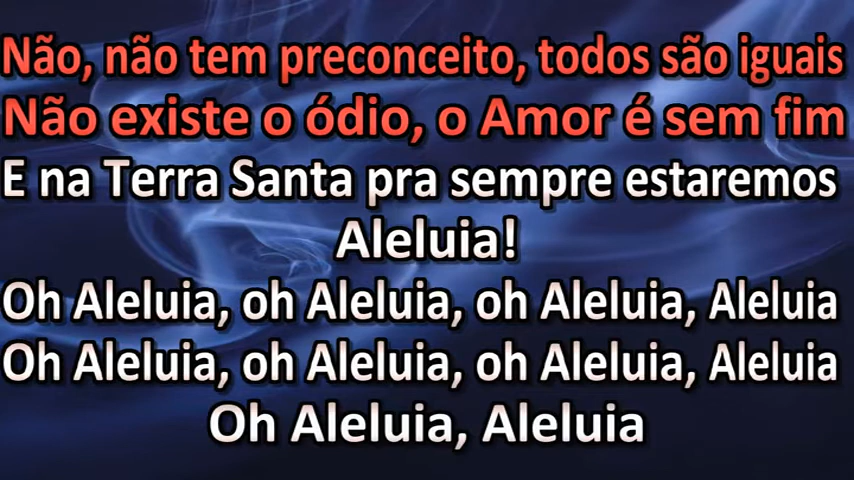 Não, não tem preconceito, todos são iguais
Não existe o ódio, o Amor é sem fim
E na Terra Santa pra sempre estaremos
Aleluia!
Oh Aleluia, oh Aleluia, oh Aleluia, Aleluia
Oh Aleluia, oh Aleluia, oh Aleluia, Aleluia
Oh Aleluia, Aleluia